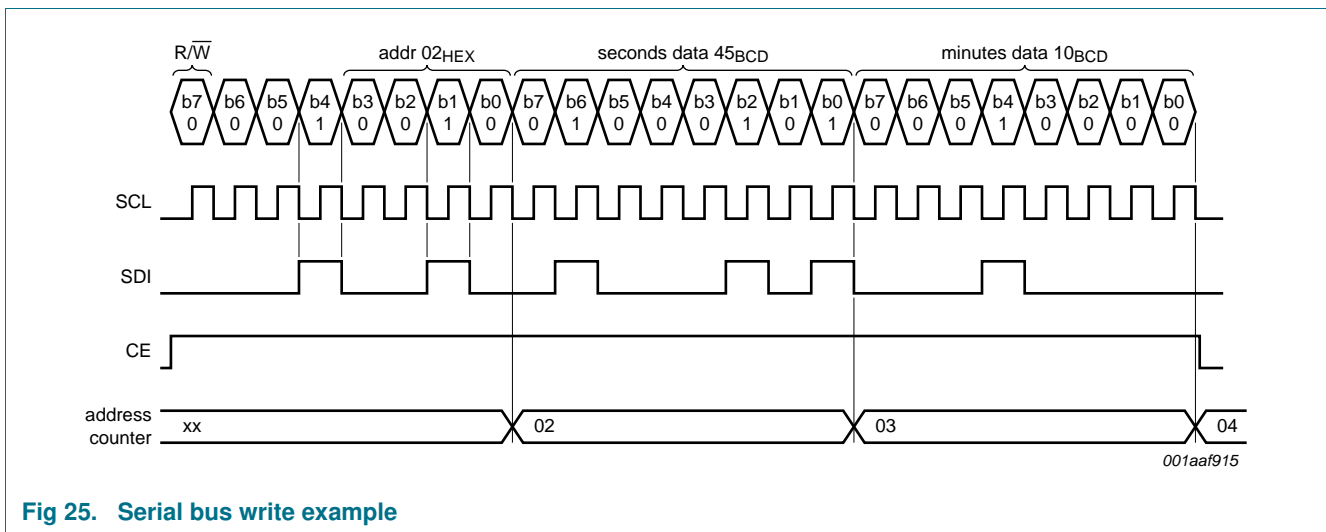 R/W addr 02HEX seconds data 45BCD minutes data 10BCD
b7 b6 b5 b4 b3 b2 b1 b0 b7 b6 b5 b4 b3 b2 b1 b0 b7 b6 b5 b4 b3 b2 b1 b0
0 0 0 1 0 0 1 0 0 1 0 0 0 1 0 1 0 0 0 1 0 0 0 0
SCL
SDI
CE
address
counter
xx 02 03 04
001aaf915
Fig 25. Serial bus write example